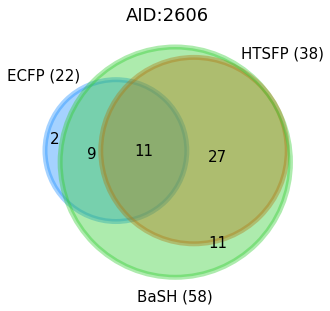 AID:2606
HTSFP (38)
ECFP (22)
2
9
11
27
11
BaSH (58)